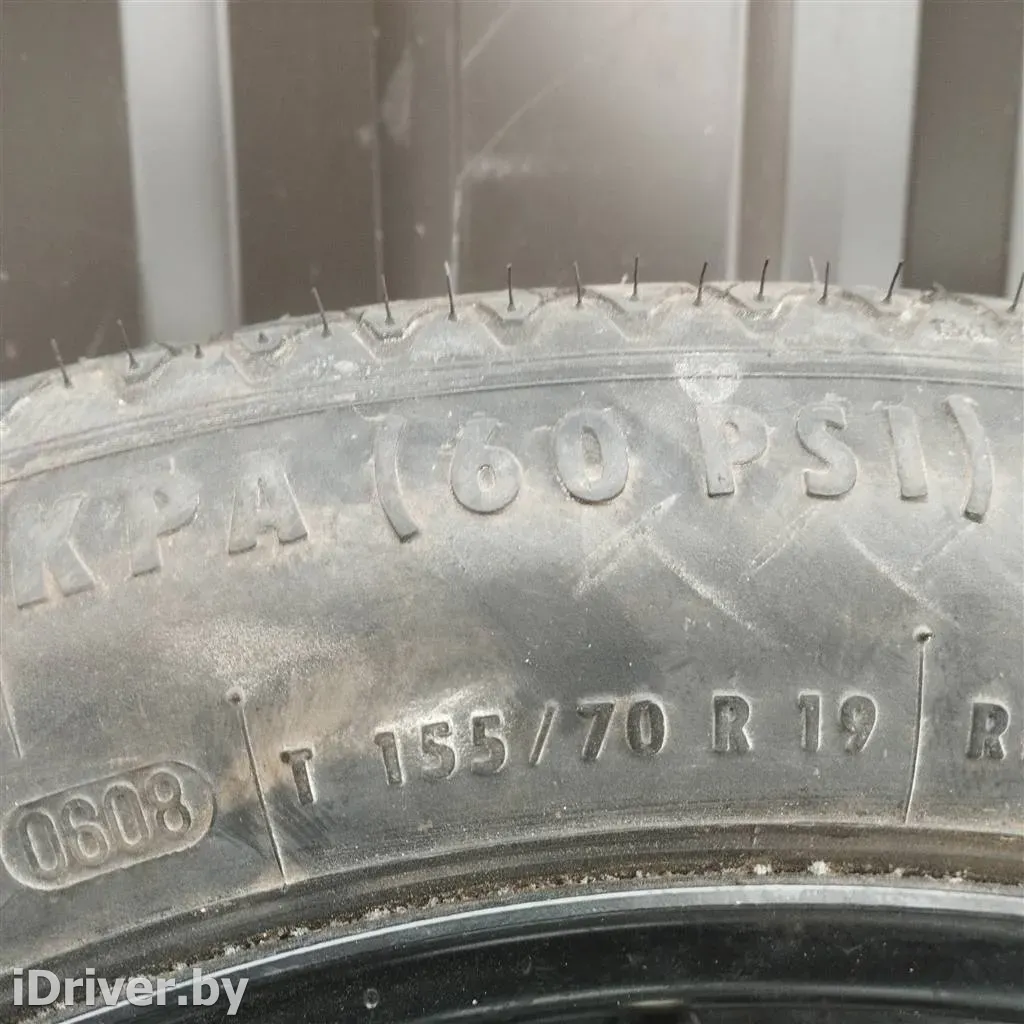 KPA (60 PSI)
0608 T 155/70 R 19
iDriver.by